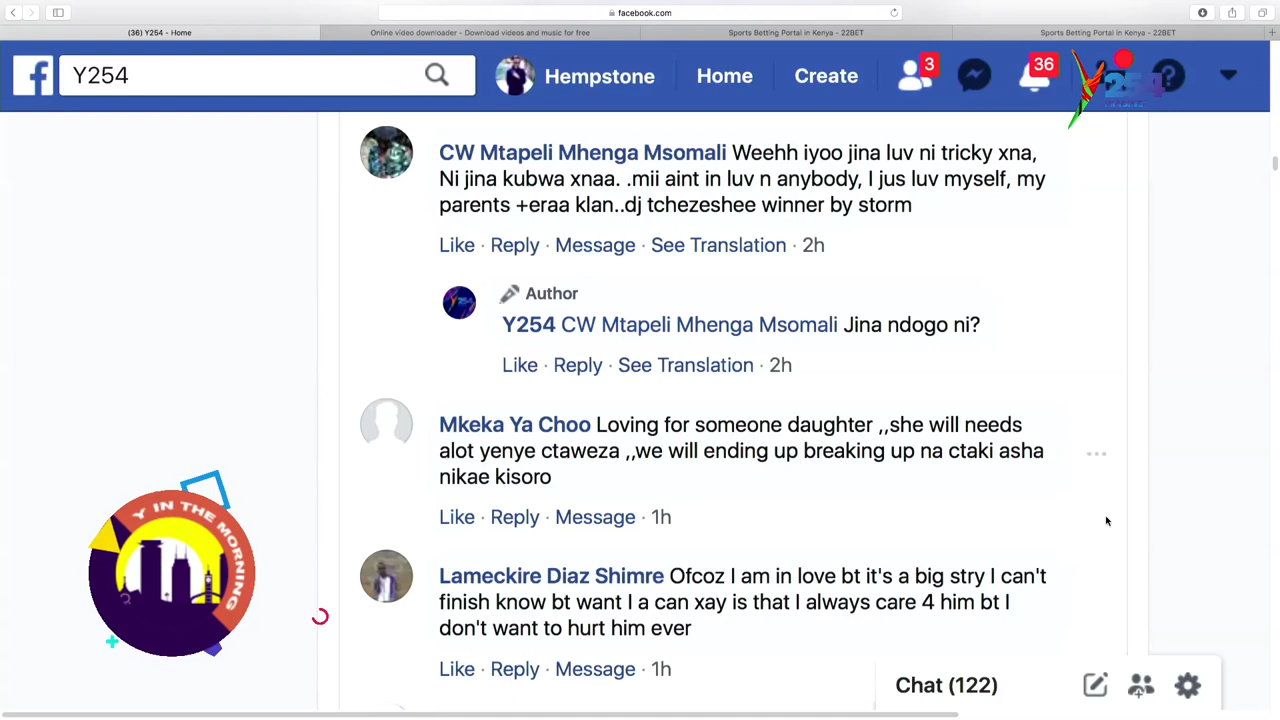 facebook.com
(36) Y254 - Home
Online video downloader - Download videos and music for free
Sports Betting Portal in Kenya - 22BET
Sports Betting Portal in Kenya - 22BET
Y254
Hempstone
Home
Create
3
36
CW Mtapeli Mhenga Msomali Weehh iyoo jina luv ni tricky xna,
Ni jina kubwa xnaa. .mii aint in luv n anybody, I jus luv myself, my
parents +eraa klan..dj tchezeshee winner by storm
Like · Reply · Message · See Translation · 2h
Author
Y254 CW Mtapeli Mhenga Msomali Jina ndogo ni?
Like · Reply · See Translation · 2h
Mkeka Ya Choo Loving for someone daughter ,,she will needs
alot yenye ctaweza ,,we will ending up breaking up na ctaki asha
nikae kisoro
Like · Reply · Message · 1h
Y IN THE MORNING
Lameckire Diaz Shimre Ofcoz I am in love bt it's a big stry I can't
finish know bt want I a can xay is that I always care 4 him bt I
don't want to hurt him ever
Like · Reply · Message · 1h
Chat (122)